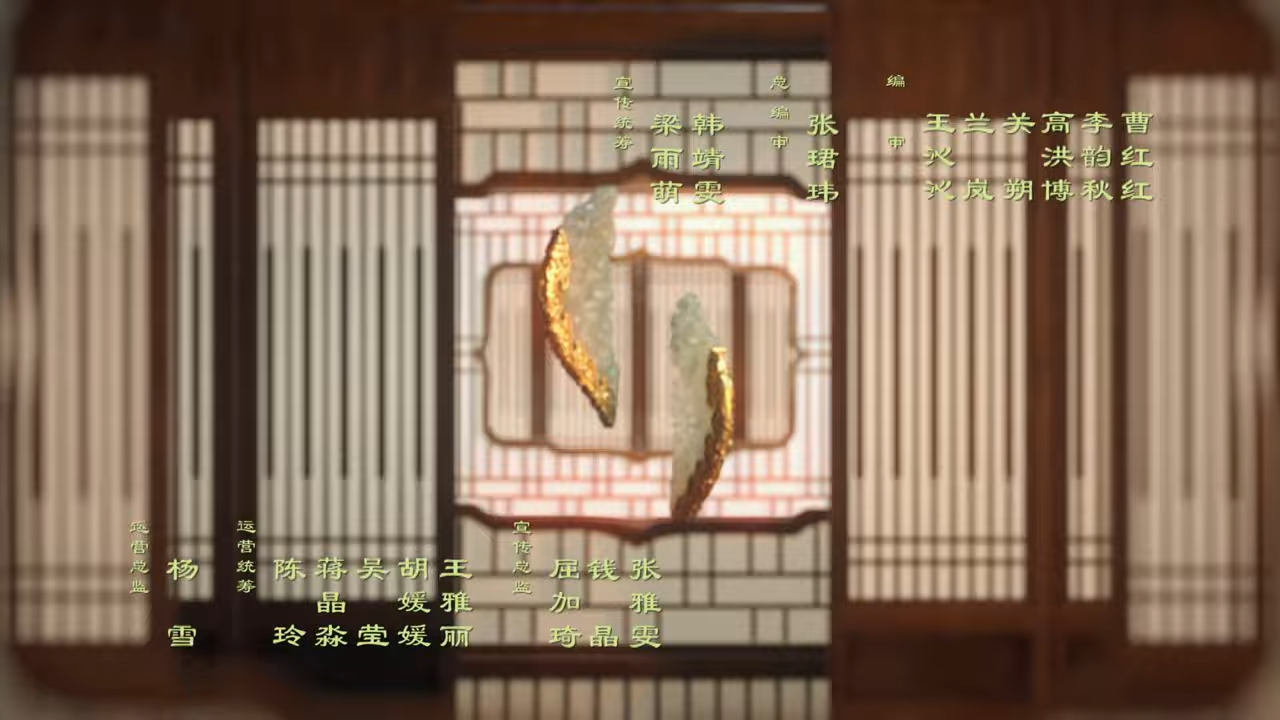 宣传统筹
梁雨萌
韩靖雯
总编审
张珺玮
编审
王沁沁
兰岚
关朔
高洪博
李韵秋
曹红红
运营总监
杨雪
运营统筹
陈玲
蒋晶淼
吴莹
胡媛媛
王雅丽
宣传总监
屈加琦
钱晶
张雅雯